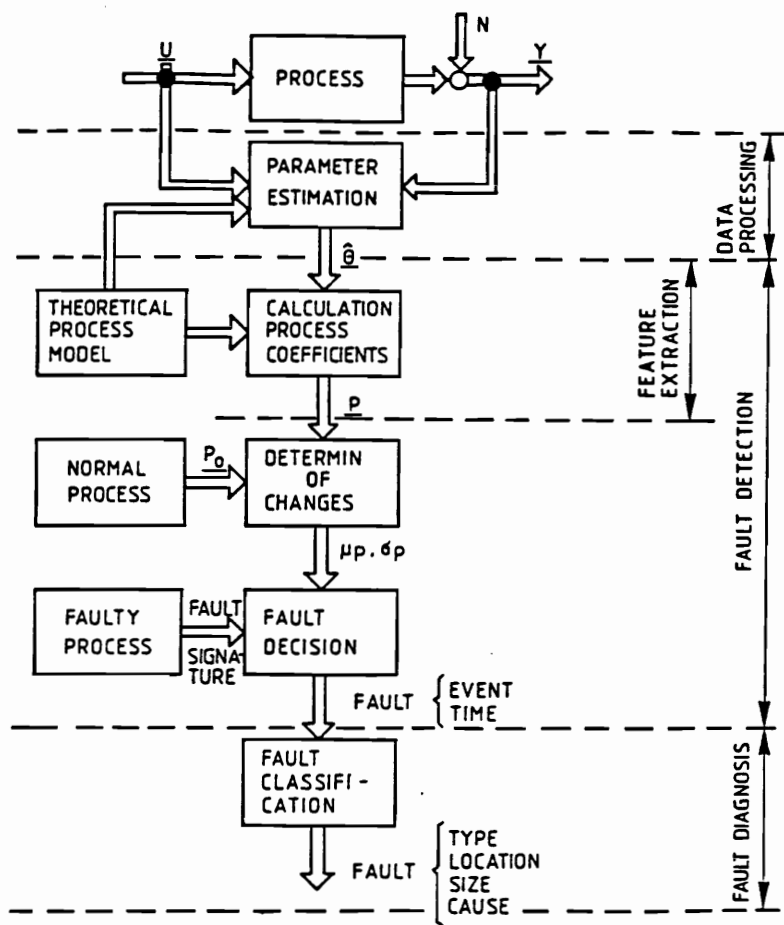 U
N
Y
PROCESS
PARAMETER
ESTIMATION
DATA
PROCESSING
θ̂
THEORETICAL
PROCESS
MODEL
CALCULATION
PROCESS
COEFFICIENTS
FEATURE
EXTRACTION
P
NORMAL
PROCESS
P₀
DETERMIN
OF
CHANGES
FAULT DETECTION
μp, σp
FAULTY
PROCESS
FAULT
SIGNA-
TURE
FAULT
DECISION
FAULT { EVENT
TIME
FAULT
CLASSIFI-
CATION
FAULT DIAGNOSIS
FAULT { TYPE
LOCATION
SIZE
CAUSE